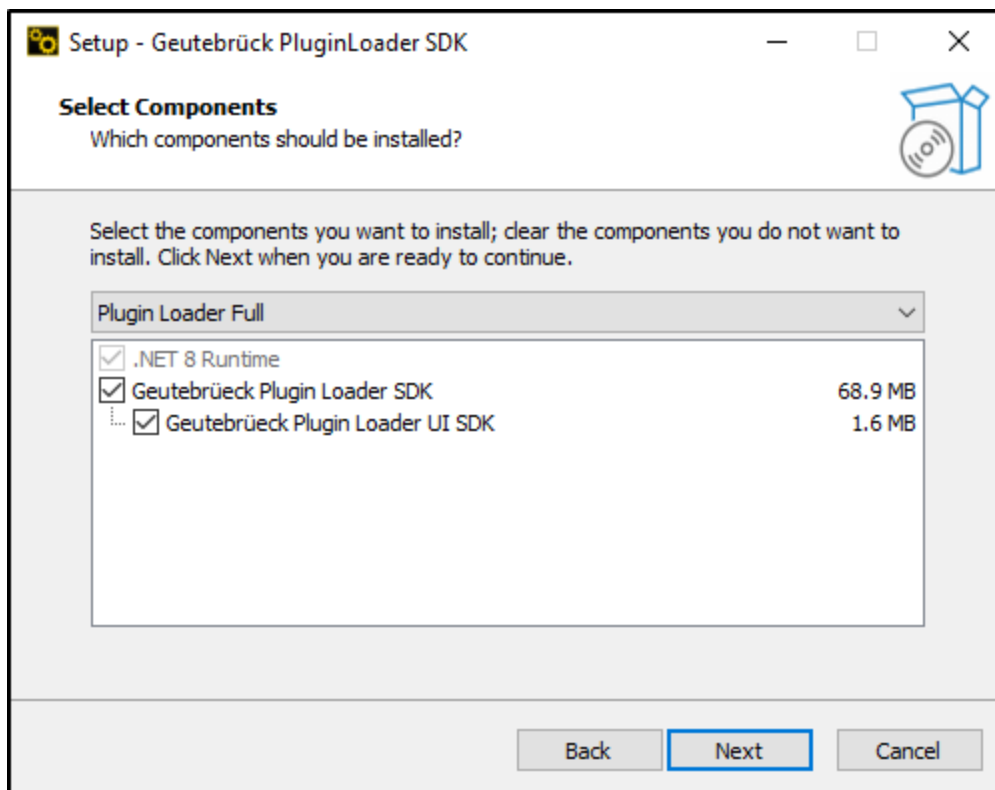 Setup - Geutebrück PluginLoader SDK
Select Components
Which components should be installed?
Select the components you want to install; clear the components you do not want to
install. Click Next when you are ready to continue.
Plugin Loader Full
.NET 8 Runtime
Geutebrüeck Plugin Loader SDK 68.9 MB
Geutebrüeck Plugin Loader UI SDK 1.6 MB
Back Next Cancel